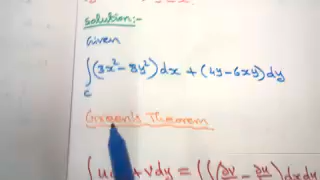 Solution:-
Given
∫ (3x² - 8y²) dx + (4y - 6xy) dy
c
Green's Theorem
∫ u + vdy = ∫∫ (∂v - ∂u) dxdy